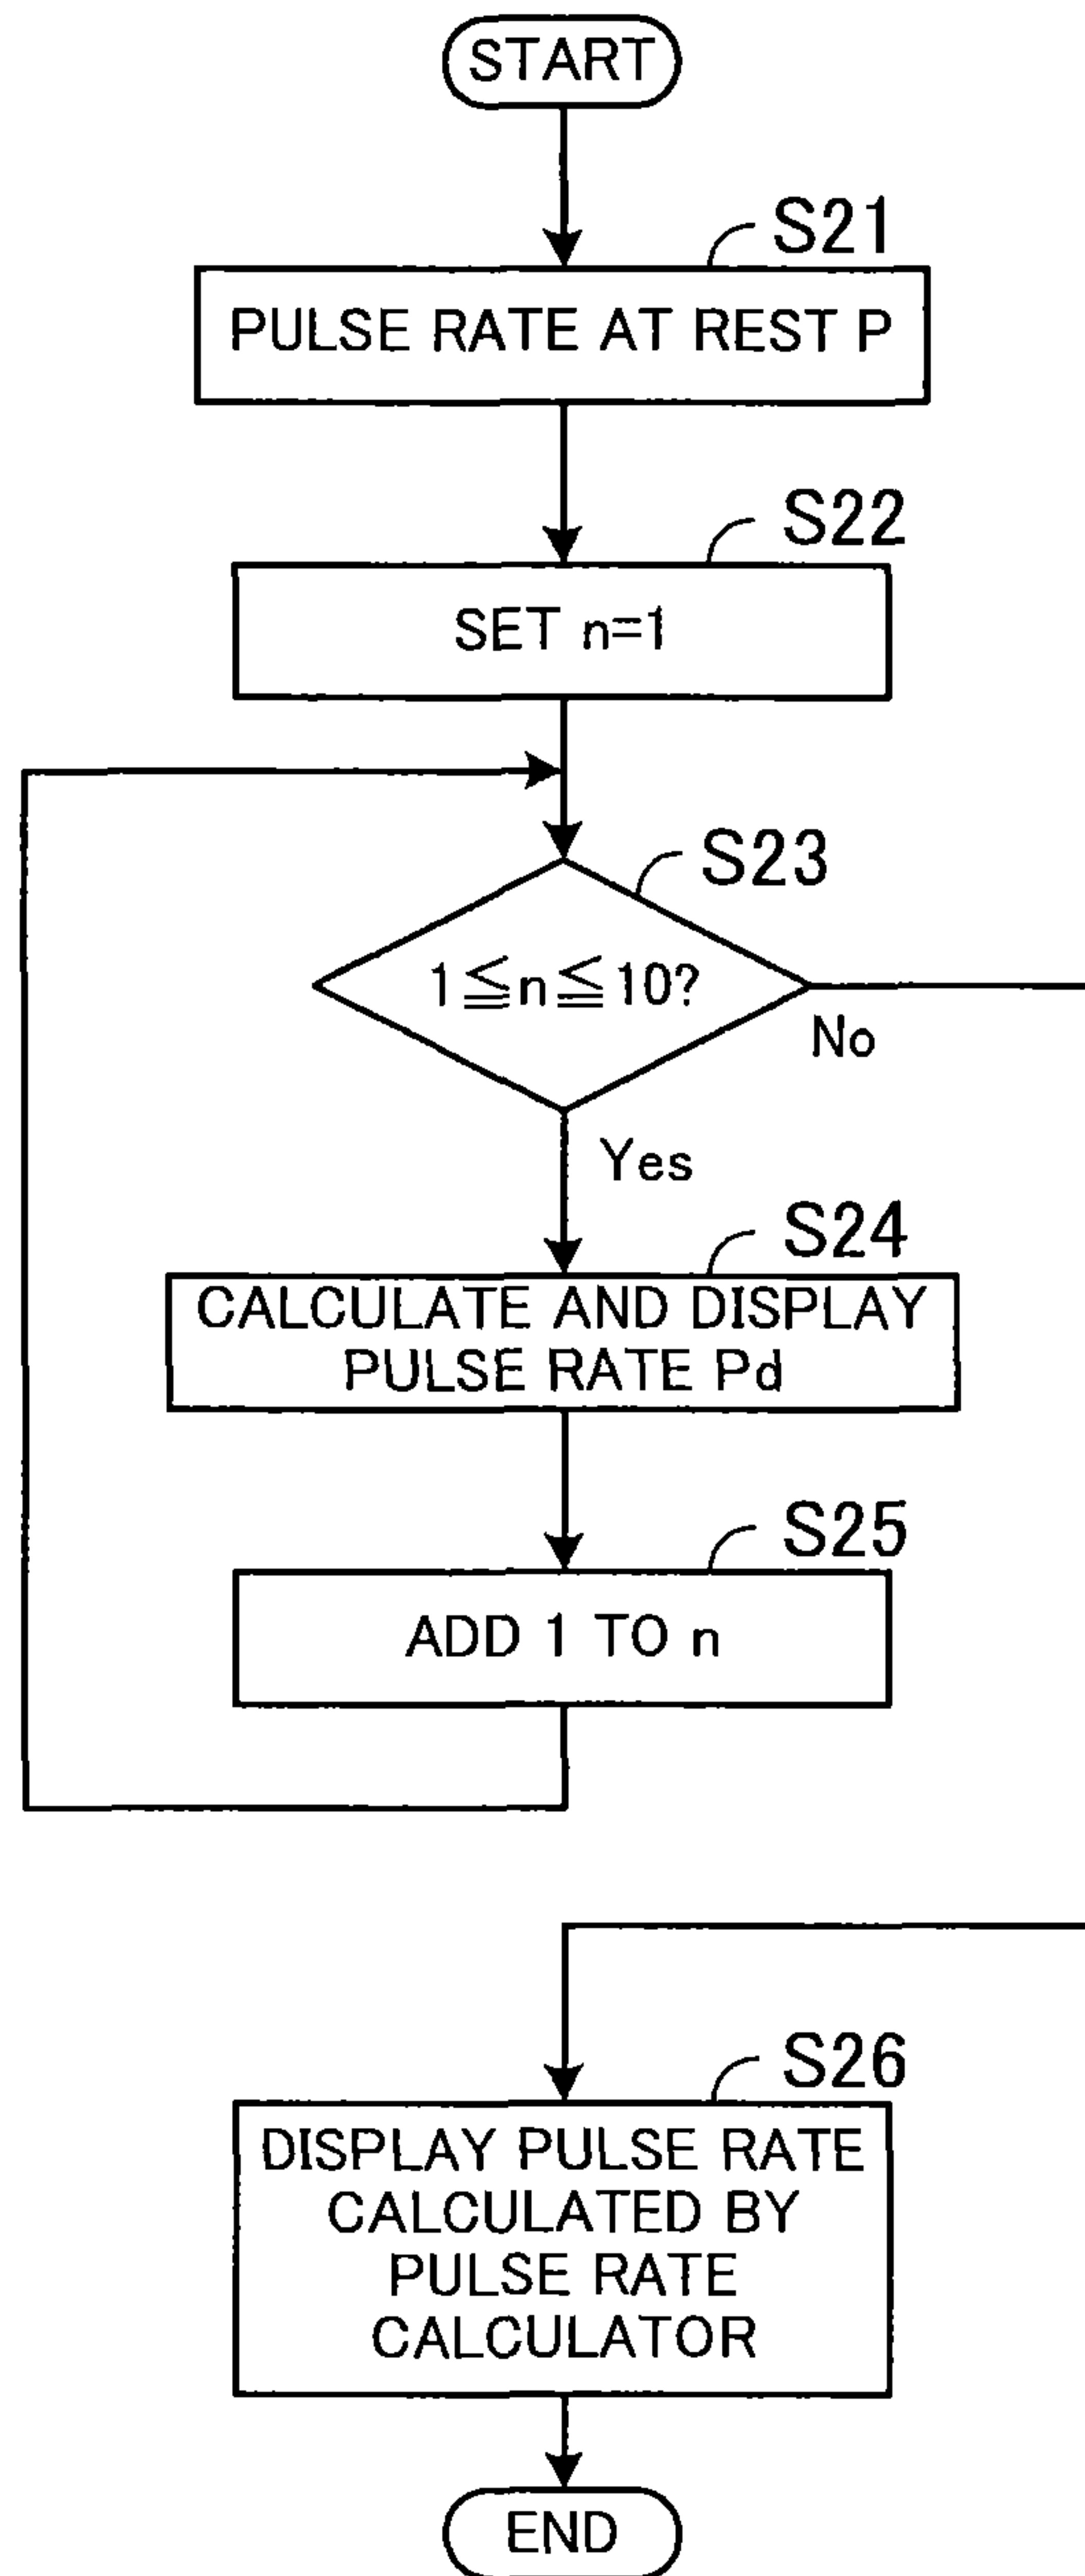 START
S21
PULSE RATE AT REST P
S22
SET n=1
S23
1≦n≦10?
No
Yes
S24
CALCULATE AND DISPLAY
PULSE RATE Pd
S25
ADD 1 TO n
S26
DISPLAY PULSE RATE
CALCULATED BY
PULSE RATE
CALCULATOR
END